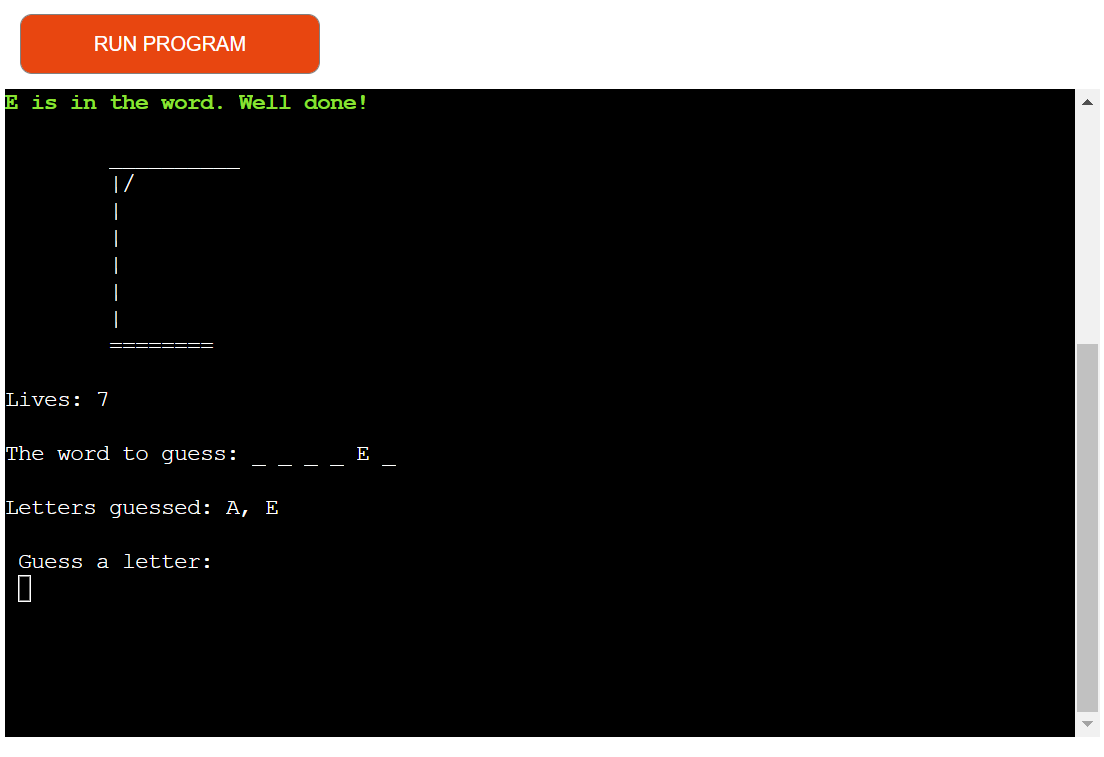 RUN PROGRAM
E is in the word. Well done!
__________
|/
|
|
|
|
|
========
Lives: 7
The word to guess: _ _ _ _ E _
Letters guessed: A, E
Guess a letter: